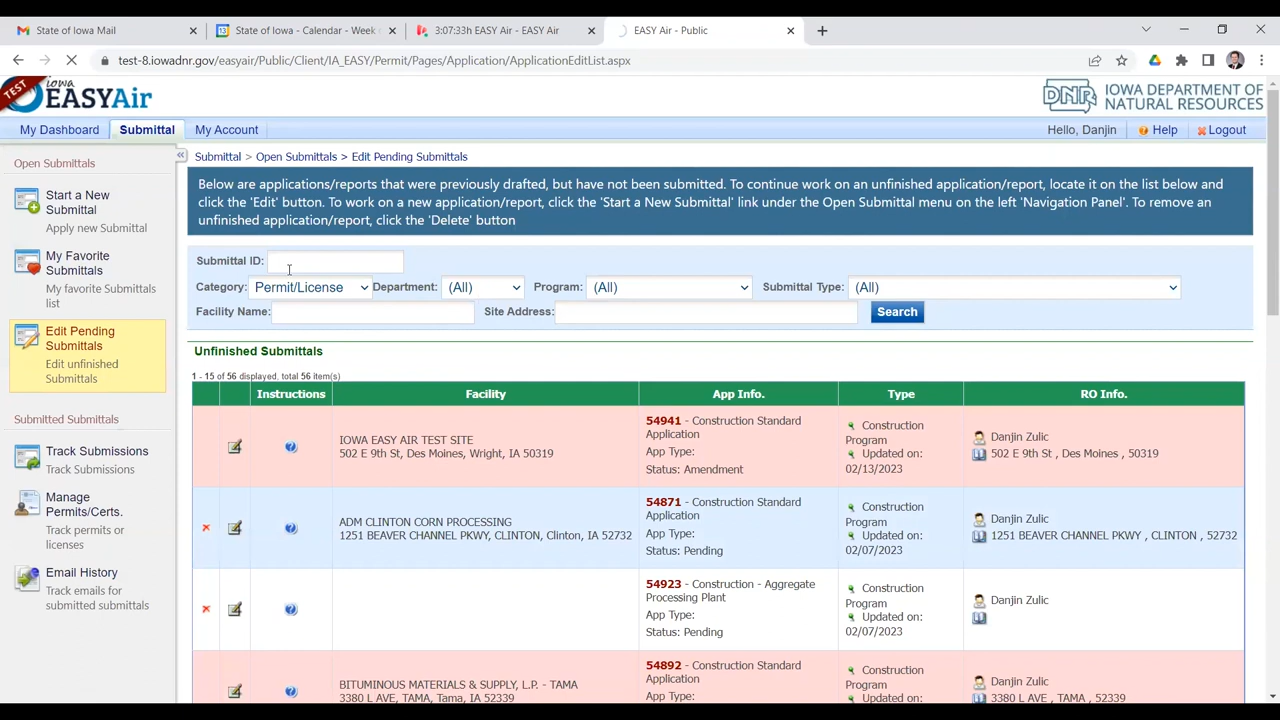 State of Iowa Mail
State of Iowa - Calendar - Week
3:07:33h EASY Air - EASY Air
EASY Air - Public
test-8.iowadnr.gov/easyair/Public/Client/IA_EASY/Permit/Pages/Application/ApplicationEditList.aspx
TEST
iowa
EASYAir
DNR
IOWA DEPARTMENT OF
NATURAL RESOURCES
My Dashboard
Submittal
My Account
Hello, Danjin
Help
Logout
Open Submittals
Start a New
Submittal
Apply new Submittal
My Favorite
Submittals
My favorite Submittals
list
Edit Pending
Submittals
Edit unfinished
Submittals
Submitted Submittals
Track Submissions
Track Submissions
Manage
Permits/Certs.
Track permits or
licenses
Email History
Track emails for
submitted submittals
Submittal > Open Submittals > Edit Pending Submittals
Below are applications/reports that were previously drafted, but have not been submitted. To continue work on an unfinished application/report, locate it on the list below and
click the 'Edit' button. To work on a new application/report, click the 'Start a New Submittal' link under the Open Submittal menu on the left 'Navigation Panel'. To remove an
unfinished application/report, click the 'Delete' button
Submittal ID:
Category: Permit/License Department: (All) Program: (All) Submittal Type: (All)
Facility Name: Site Address: Search
Unfinished Submittals
1 - 15 of 56 displayed, total 56 item(s)
Instructions Facility App Info. Type RO Info.
IOWA EASY AIR TEST SITE
502 E 9th St, Des Moines, Wright, IA 50319
54941 - Construction Standard
Application
App Type:
Status: Amendment
Construction
Program
Updated on:
02/13/2023
Danjin Zulic
502 E 9th St , Des Moines , 50319
ADM CLINTON CORN PROCESSING
1251 BEAVER CHANNEL PKWY, CLINTON, Clinton, IA 52732
54871 - Construction Standard
Application
App Type:
Status: Pending
Construction
Program
Updated on:
02/07/2023
Danjin Zulic
1251 BEAVER CHANNEL PKWY , CLINTON , 52732
54923 - Construction - Aggregate
Processing Plant
App Type:
Status: Pending
Construction
Program
Updated on:
02/07/2023
Danjin Zulic
BITUMINOUS MATERIALS & SUPPLY, L.P. - TAMA
3380 L AVE, TAMA, Tama, IA 52339
54892 - Construction Standard
Application
App Type:
Construction
Program
Updated on:
Danjin Zulic
3380 L AVE , TAMA , 52339